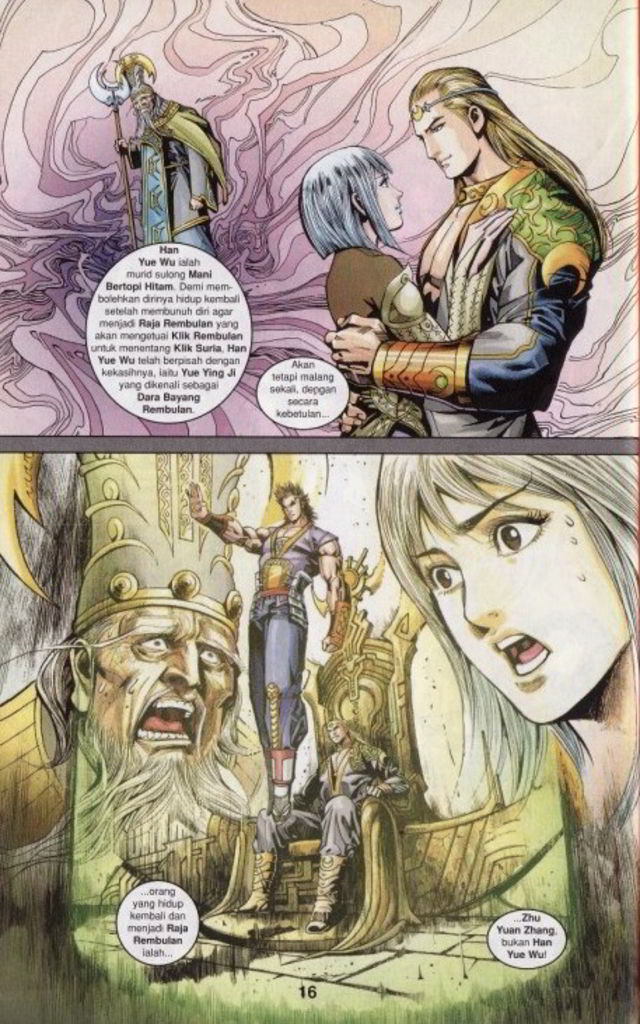 Han
Yue Wu ialah
murid sulong Mani
Bertopi Hitam. Demi mem-
bolehkan dirinya hidup kembali
setelah membunuh diri agar
menjadi Raja Rembulan yang
akan mengetuai Klik Rembulan
untuk menentang Klik Suria, Han
Yue Wu telah berpisah dengan
kekasihnya, iaitu Yue Ying Ji
yang dikenali sebagai
Dara Bayang
Rembulan.
Akan
tetapi malang
sekali, dengan
secara
kebetulan...
...orang
yang hidup
kembali dan
menjadi Raja
Rembulan
ialah...
...Zhu
Yuan Zhang,
bukan Han
Yue Wu!
16